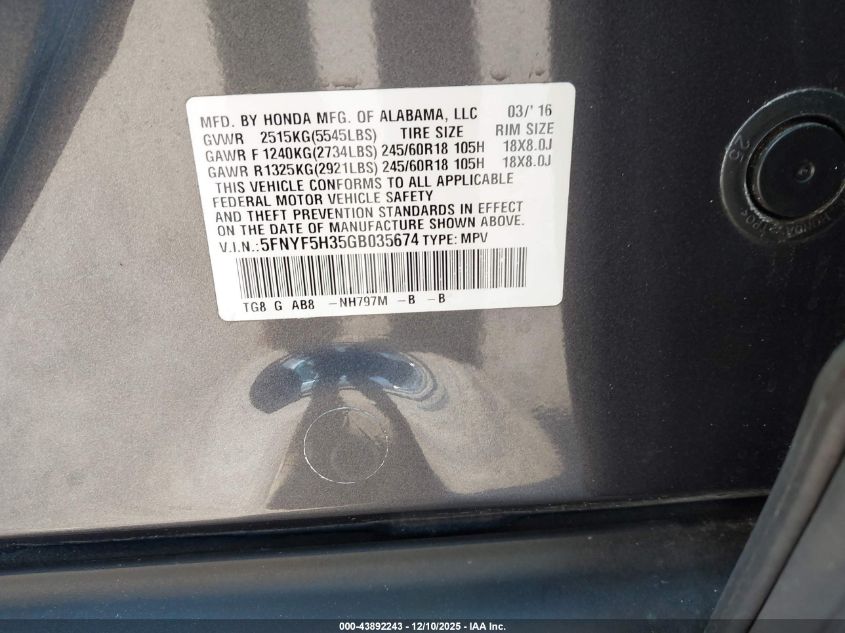 MFD. BY HONDA MFG. OF ALABAMA, LLC 03/'16
GVWR 2515KG(5545LBS) TIRE SIZE RIM SIZE
GAWR F 1240KG(2734LBS) 245/60R18 105H 18X8.0J
GAWR R1325KG(2921LBS) 245/60R18 105H 18X8.0J
THIS VEHICLE CONFORMS TO ALL APPLICABLE
FEDERAL MOTOR VEHICLE SAFETY
AND THEFT PREVENTION STANDARDS IN EFFECT
ON THE DATE OF MANUFACTURE SHOWN ABOVE.
V.I.N.:5FNYF5H35GB035674 TYPE: MPV
TG8 G AB8 -NH797M -B -B
25
000-43892243 - 12/10/2025 - IAA Inc.